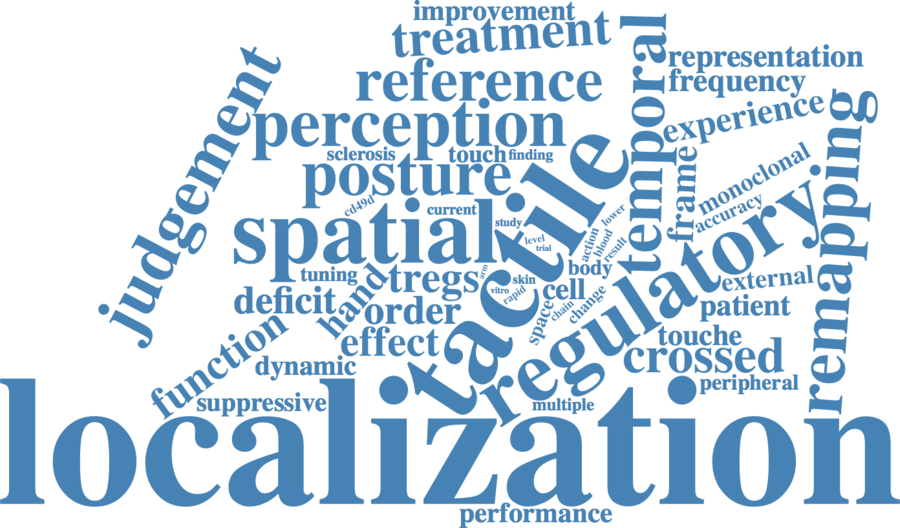 improvement
treatment
temporal
representation
reference
frequency
judgement
perception
experience
remapping
sclerosis
touch
finding
frame
monoclonal
posture
tactile
accuracy
cd49d
current
study
lower
spatial
action
blood
level
trial
result
regulatory
tuning
hand
tregs
arm
skin
body
external
deficit
order
vitro
rapid
cell
change
chain
space
patient
function
effect
touche
dynamic
crossed
suppressive
multiple
peripheral
localization
performance